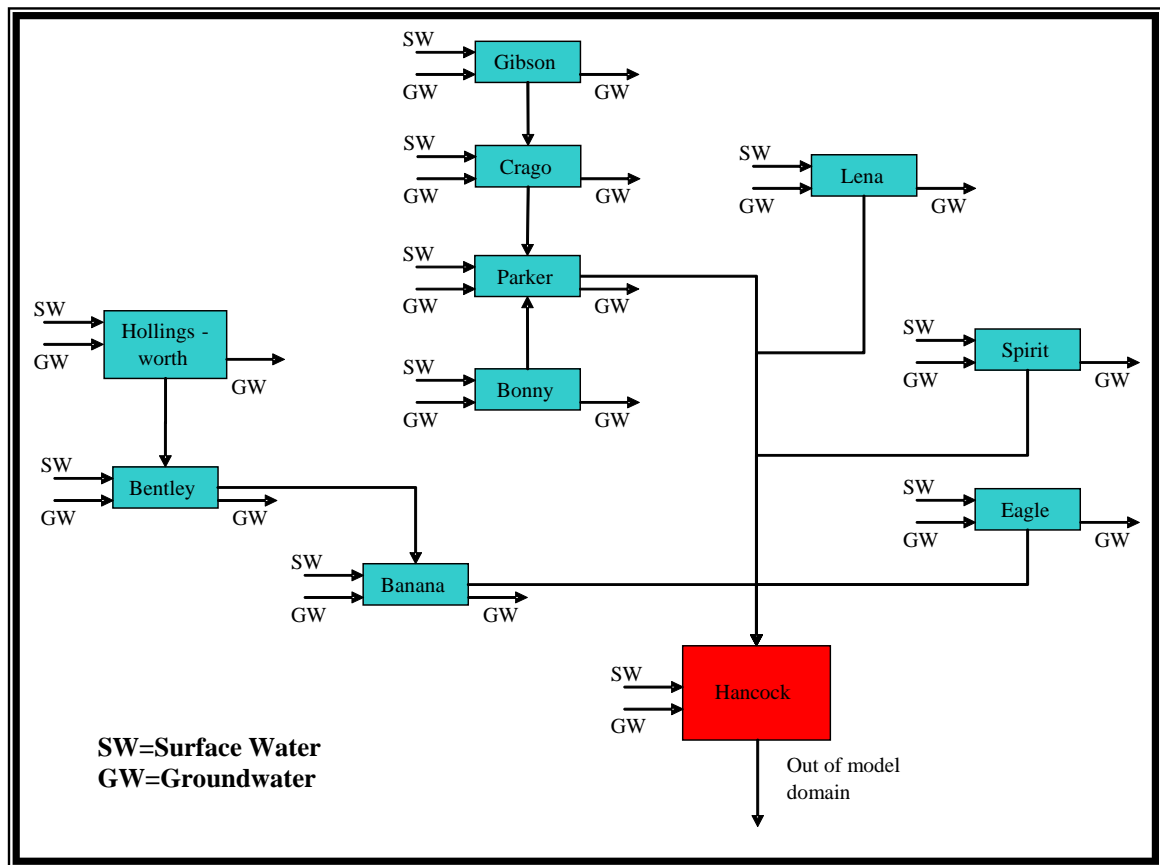 SW
Gibson
GW
GW
SW
Crago
GW
GW
SW
Lena
GW
GW
SW
Parker
GW
GW
SW
Hollings -
worth
GW
GW
SW
Spirit
GW
GW
SW
Bonny
GW
GW
SW
Bentley
GW
GW
SW
Eagle
GW
GW
SW
Banana
GW
GW
SW
Hancock
GW
SW=Surface Water
GW=Groundwater
Out of model
domain